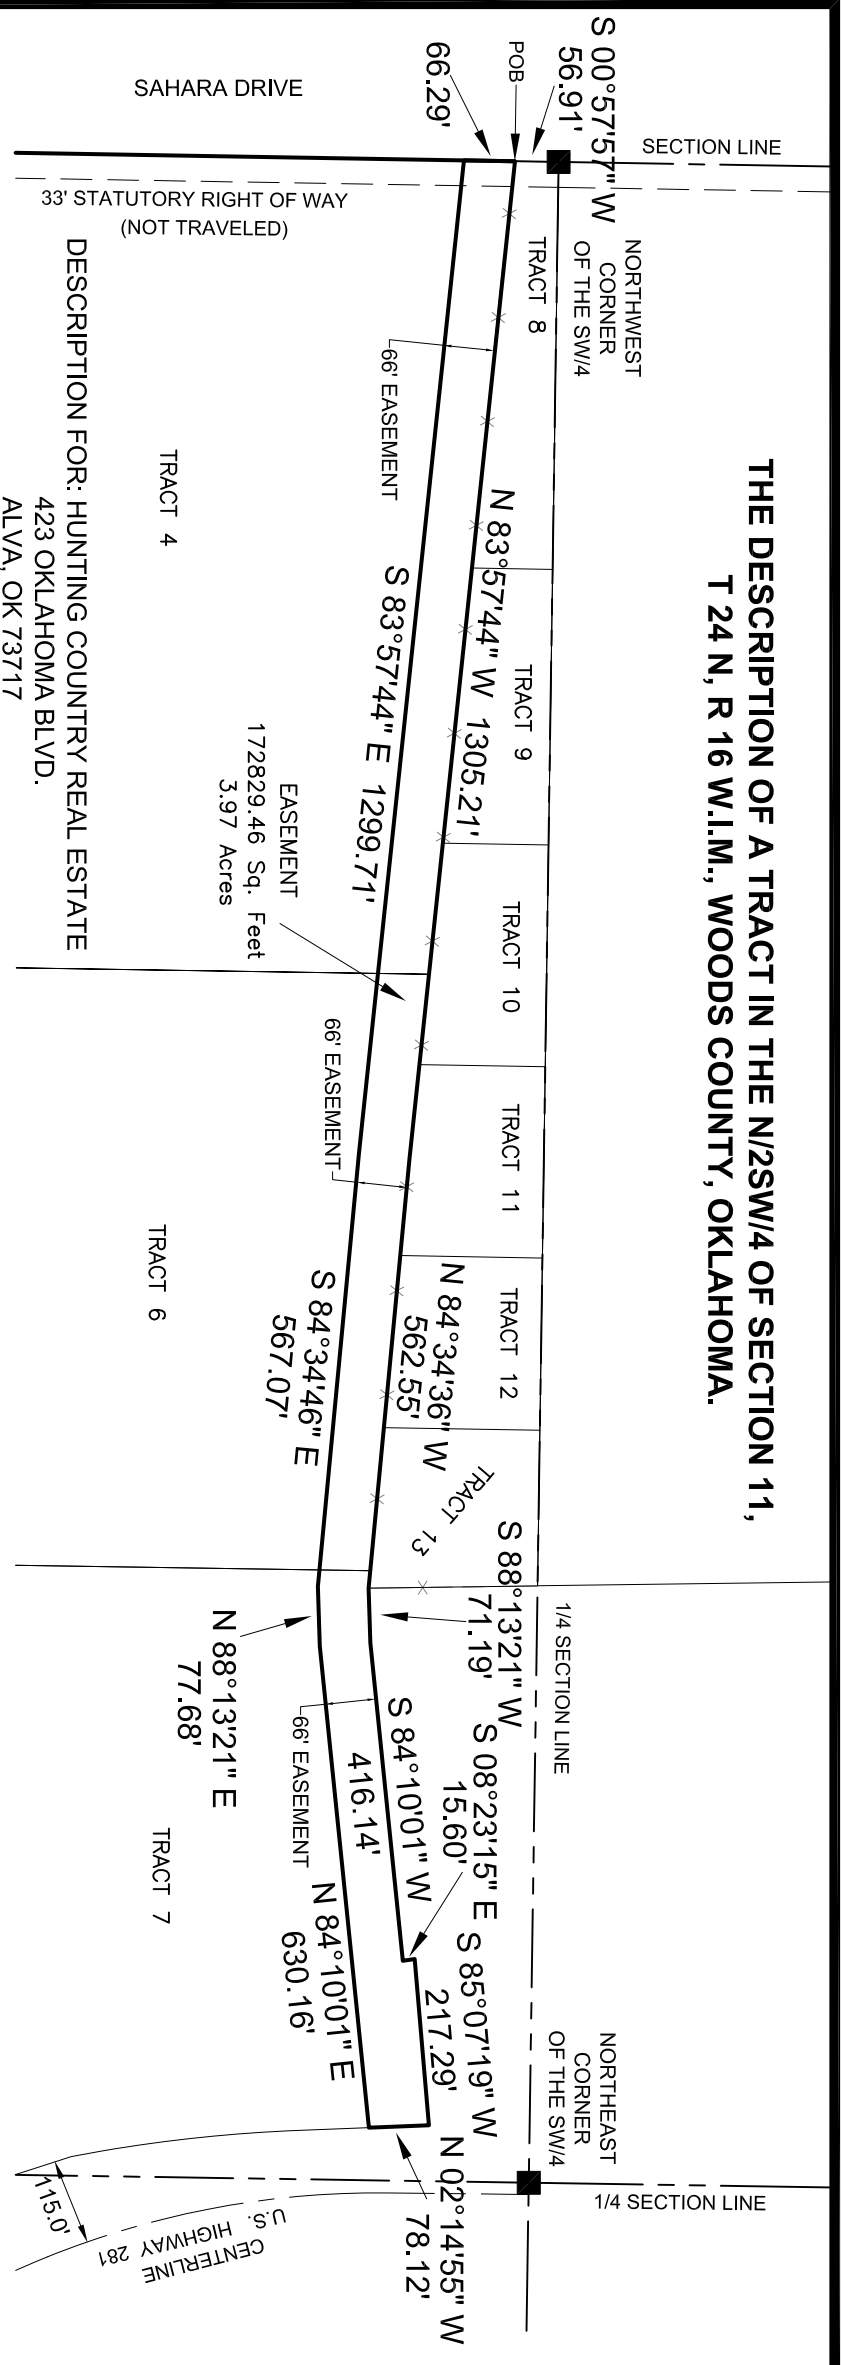 THE DESCRIPTION OF A TRACT IN THE N/2SW/4 OF SECTION 11,
T 24 N, R 16 W.I.M., WOODS COUNTY, OKLAHOMA.
SECTION LINE
S 00°57'57" W
56.91'
POB
66.29'
SAHARA DRIVE
33' STATUTORY RIGHT OF WAY
(NOT TRAVELED)
NORTHWEST
CORNER
OF THE SW/4
TRACT 8
TRACT 9
TRACT 10
TRACT 11
TRACT 12
TRACT 13
N 83°57'44" W 1305.21'
66' EASEMENT
S 83°57'44" E 1299.71'
TRACT 4
EASEMENT
172829.46 Sq. Feet
3.97 Acres
66' EASEMENT
N 84°34'36" W
562.55'
S 84°34'46" E
567.07'
TRACT 6
S 88°13'21" W
71.19'
1/4 SECTION LINE
N 88°13'21" E
77.68'
S 84°10'01" W
416.14'
66' EASEMENT
S 08°23'15" E
15.60'
S 85°07'19" W
217.29'
N 84°10'01" E
630.16'
TRACT 7
N 02°14'55" W
78.12'
NORTHEAST
CORNER
OF THE SW/4
1/4 SECTION LINE
115.0'
CENTERLINE
U.S. HIGHWAY 281
DESCRIPTION FOR: HUNTING COUNTRY REAL ESTATE
423 OKLAHOMA BLVD.
ALVA, OK 73717